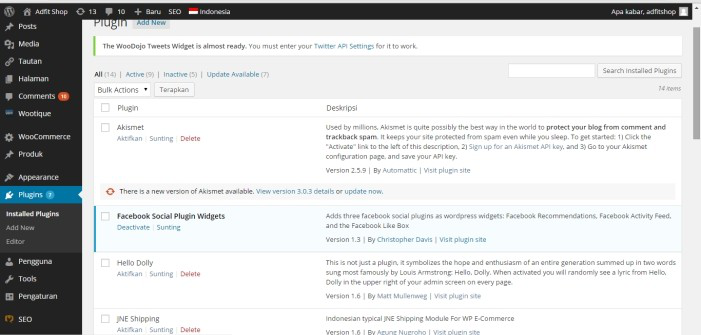 Adfit Shop 13 10 + Baru SEO Indonesia Apa kabar, adfitshop
Posts
Media
Tautan
Halaman
Comments 10
Wootique
WooCommerce
Produk
Appearance
Plugins 7
Installed Plugins
Add New
Editor
Pengguna
Tools
Pengaturan
SEO
Plugin Add New
The WooDojo Tweets Widget is almost ready. You must enter your Twitter API Settings for it to work.
All (14) | Active (9) | Inactive (5) | Update Available (7)
Search Installed Plugins
Bulk Actions Terapkan
14 items
Plugin Deskripsi
Akismet
Aktifkan | Sunting | Delete
Used by millions, Akismet is quite possibly the best way in the world to protect your blog from comment and
trackback spam. It keeps your site protected from spam even while you sleep. To get started: 1) Click the
"Activate" link to the left of this description, 2) Sign up for an Akismet API key, and 3) Go to your Akismet
configuration page, and save your API key.
Version 2.5.9 | By Automattic | Visit plugin site
There is a new version of Akismet available. View version 3.0.3 details or update now.
Facebook Social Plugin Widgets
Deactivate | Sunting
Adds three facebook social plugins as wordpress widgets: Facebook Recommendations, Facebook Activity Feed,
and the Facebook Like Box
Version 1.3 | By Christopher Davis | Visit plugin site
Hello Dolly
Aktifkan | Sunting | Delete
This is not just a plugin, it symbolizes the hope and enthusiasm of an entire generation summed up in two words
sung most famously by Louis Armstrong: Hello, Dolly. When activated you will randomly see a lyric from Hello,
Dolly in the upper right of your admin screen on every page.
Version 1.6 | By Matt Mullenweg | Visit plugin site
JNE Shipping
Aktifkan | Sunting | Delete
Indonesian typical JNE Shipping Module For WP E-Commerce
Version 1.6 | By Agung Nugroho | Visit plugin site